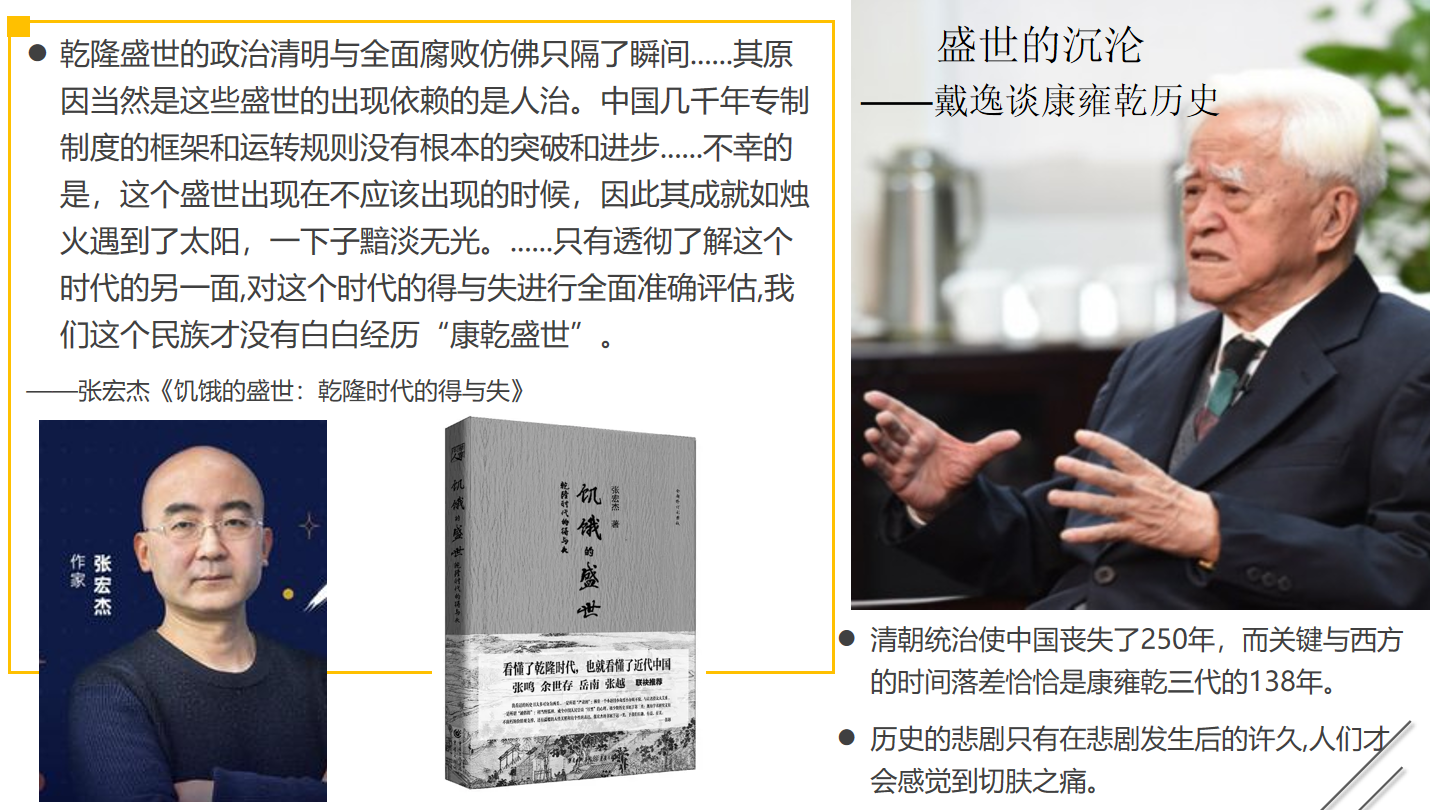 乾隆盛世的政治清明与全面腐败仿佛只隔了瞬间......其原
因当然是这些盛世的出现依赖的是人治。中国几千年专制
制度的框架和运转规则没有根本的突破和进步......不幸的
是，这个盛世出现在不应该出现的时候，因此其成就如烛
火遇到了太阳，一下子黯淡无光。......只有透彻了解这个
时代的另一面,对这个时代的得与失进行全面准确评估,我
们这个民族才没有白白经历“康乾盛世”。
——张宏杰《饥饿的盛世：乾隆时代的得与失》
张宏杰
作家
饥饿的盛世 乾隆时代的得与失
张宏杰 著
饥饿的盛世
乾隆时代的得与失
看懂了乾隆时代，也就看懂了近代中国
张鸣 余世存 岳南 张越 联袂推荐
盛世的沉沦
——戴逸谈康雍乾历史
清朝统治使中国丧失了250年，而关键与西方
的时间落差恰恰是康雍乾三代的138年。
历史的悲剧只有在悲剧发生后的许久,人们才
会感觉到切肤之痛。